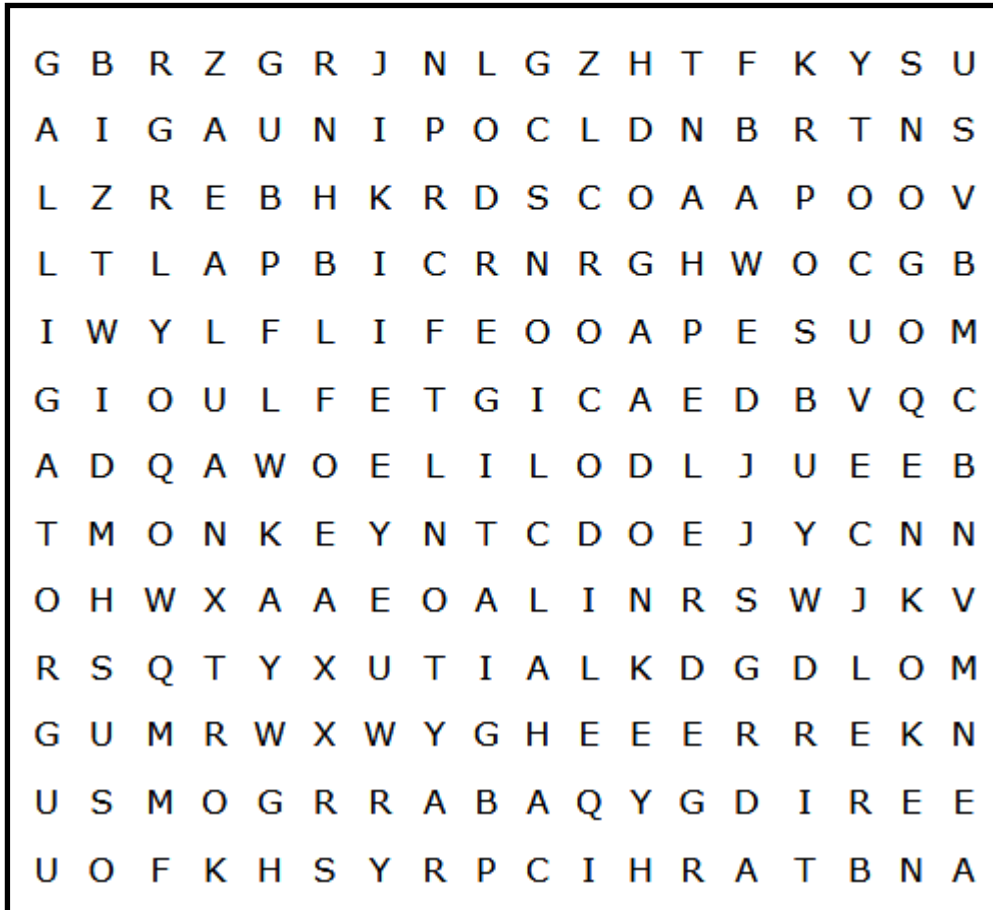 G B R Z G R J N L G Z H T F K Y S U
A I G A U N I P O C L D N B R T N S
L Z R E B H K R D S C O A A P O O V
L T L A P B I C R N R G H W O C G B
I W Y L F L I F E O O A P E S U O M
G I O U L F E T G I C A E D B V Q C
A D Q A W O E L I L O D L J U E E B
T M O N K E Y N T C D O E J Y C N N
O H W X A A E O A L I N R S W J K V
R S Q T Y X U T I A L K D G D L O M
G U M R W X W Y G H E E E R R E K N
U S M O G R R A B A Q Y G D I R E E
U O F K H S Y R P C I H R A T B N A